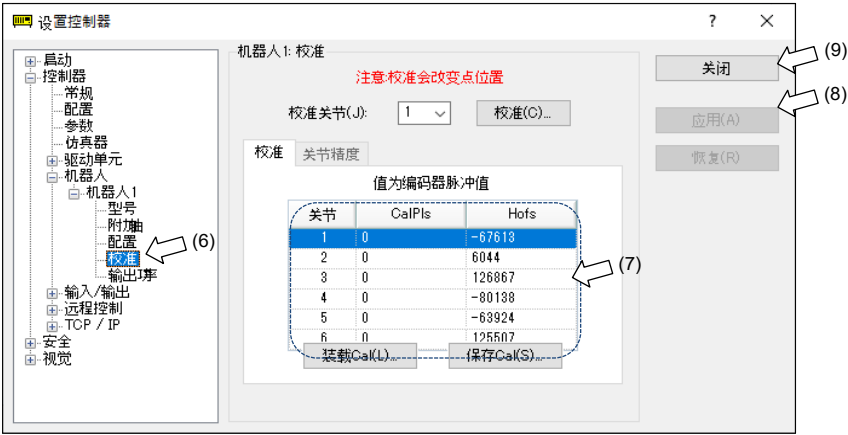 设置控制器
? ×
启动
控制器
常规
配置
参数
仿真器
驱动单元
机器人
机器人1
型号
附加轴
配置
校准
(6)
输出功率
输入/输出
远程控制
TCP / IP
安全
视觉
机器人1: 校准
注意:校准会改变点位置
校准关节(J):
1
校准(C)...
校准 关节精度
值为编码器脉冲值
关节 CalPls Hofs
1 0 -67613
2 0 6044
3 0 126867
4 0 -80138
5 0 -63924
6 0 125507
(7)
装载Cal(L)... 保存Cal(S)...
关闭
(9)
(8)
应用(A)
恢复(R)